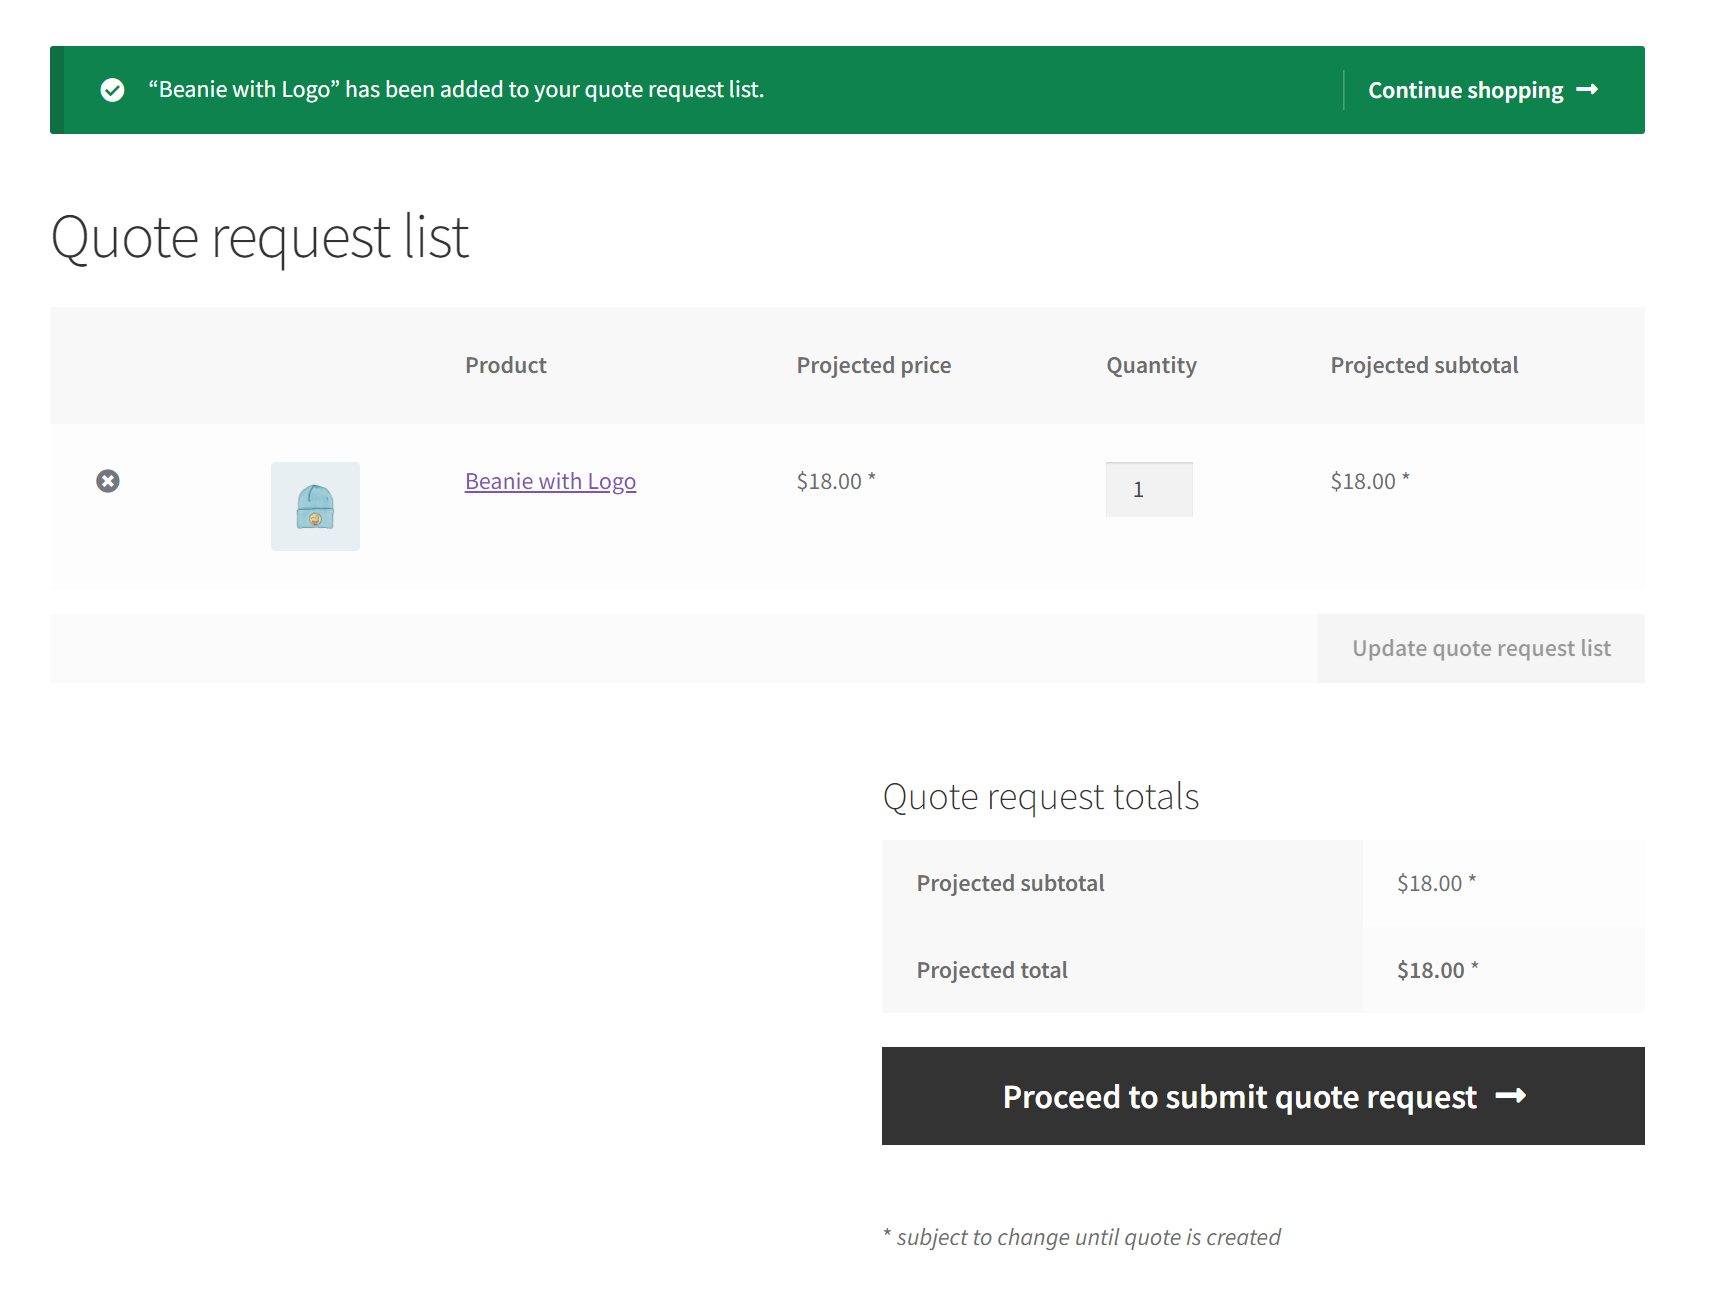 “Beanie with Logo” has been added to your quote request list.
Continue shopping →
Quote request list
Product Projected price Quantity Projected subtotal
Beanie with Logo $18.00 * 1 $18.00 *
Update quote request list
Quote request totals
Projected subtotal $18.00 *
Projected total $18.00 *
Proceed to submit quote request →
* subject to change until quote is created